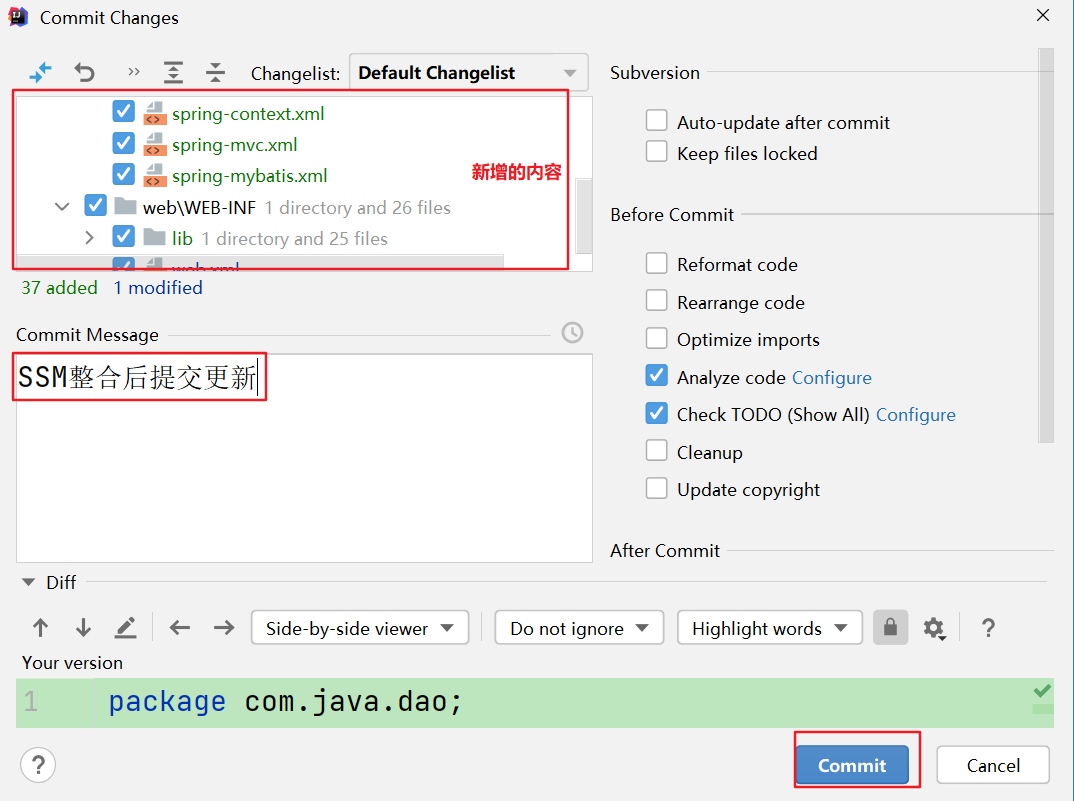 Commit Changes
Changelist: Default Changelist
spring-context.xml
spring-mvc.xml
spring-mybatis.xml
新增的内容
web\WEB-INF 1 directory and 26 files
lib 1 directory and 25 files
web.xml
37 added 1 modified
Commit Message
SSM整合后提交更新
Subversion
Auto-update after commit
Keep files locked
Before Commit
Reformat code
Rearrange code
Optimize imports
Analyze code Configure
Check TODO (Show All) Configure
Cleanup
Update copyright
After Commit
Diff
Side-by-side viewer Do not ignore Highlight words ?
Your version
1 package com.java.dao;
? Commit Cancel